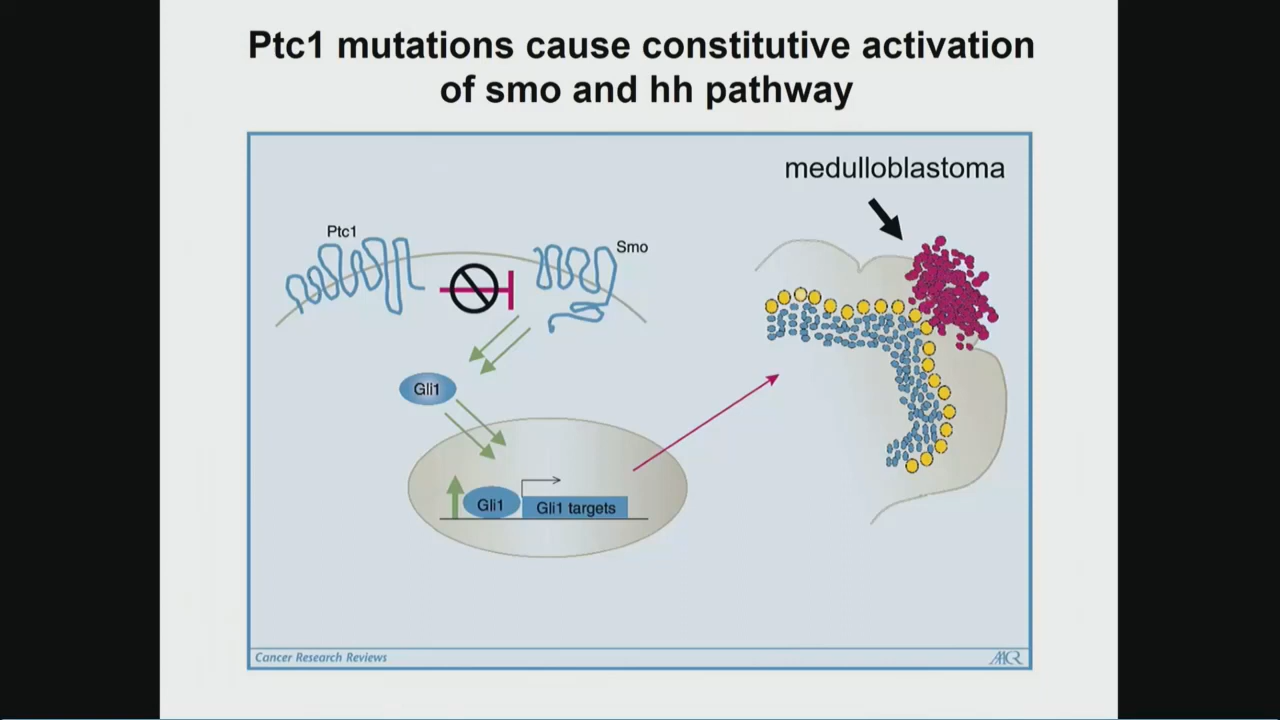 Ptc1 mutations cause constitutive activation
of smo and hh pathway
medulloblastoma
Ptc1
Smo
Gli1
Gli1
Gli1 targets
Cancer Research Reviews
AACR